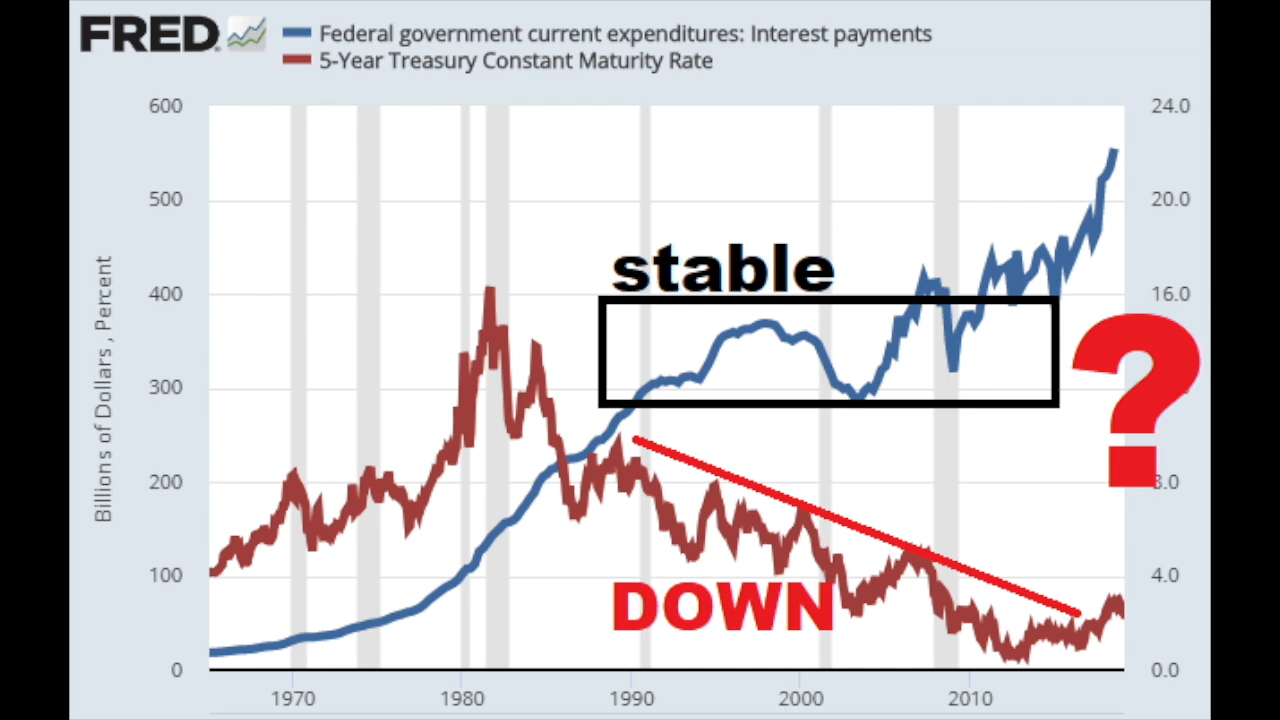 FRED
Federal government current expenditures: Interest payments
5-Year Treasury Constant Maturity Rate
600 24.0
500 20.0
stable
400 16.0
Billions of Dollars , Percent
300
?
200 8.0
100 4.0
DOWN
0 0.0
1970 1980 1990 2000 2010